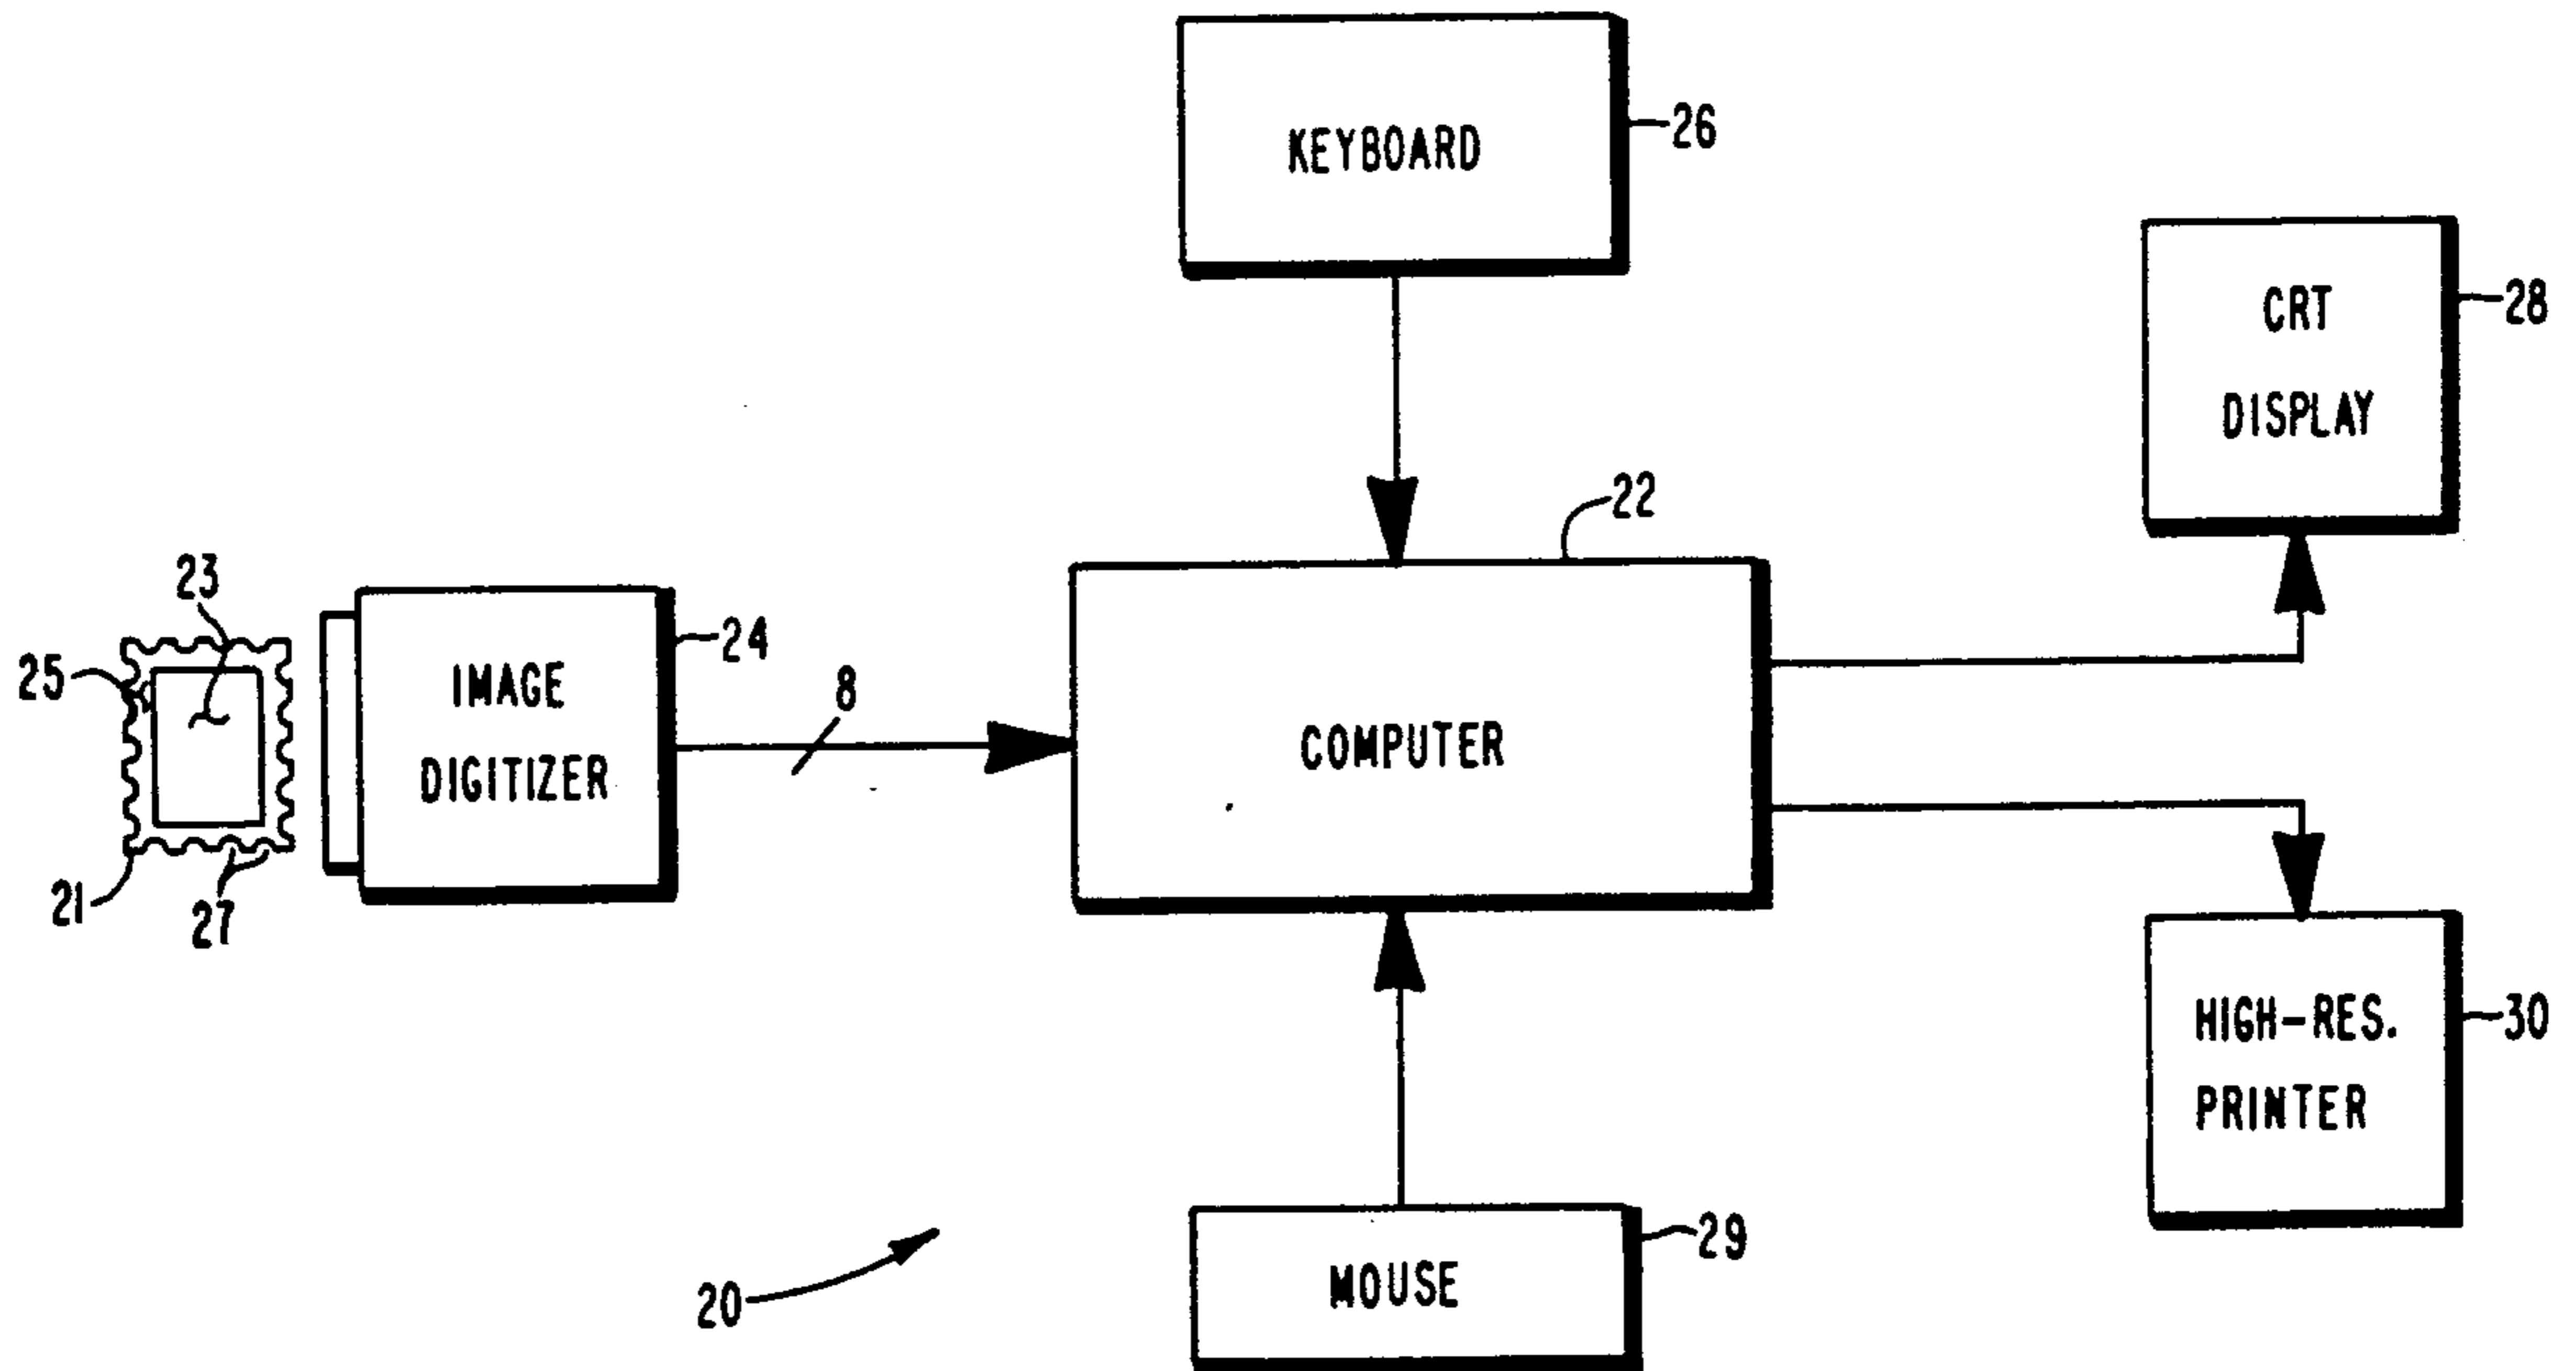 KEYBOARD
26
CRT
DISPLAY
28
22
23
25
IMAGE
DIGITIZER
24
8
COMPUTER
21
27
HIGH-RES.
PRINTER
30
MOUSE
29
20